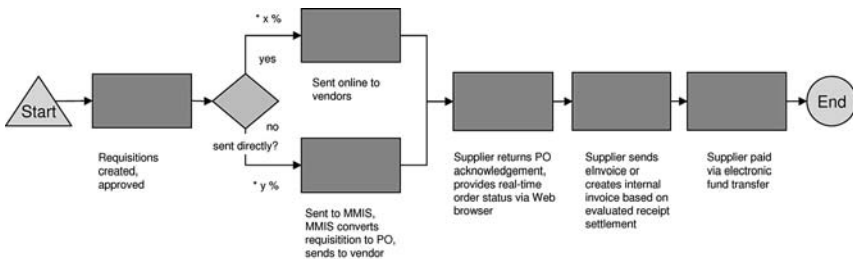 * x %
yes
Sent online to
vendors
Start
End
no
sent directly?
* y %
Requisitions
created,
approved
Sent to MMIS,
MMIS converts
requisitition to PO,
sends to vendor
Supplier returns PO
acknowledgement,
provides real-time
order status via Web
browser
Supplier sends
eInvoice or
creates internal
invoice based on
evaluated receipt
settlement
Supplier paid
via electronic
fund transfer